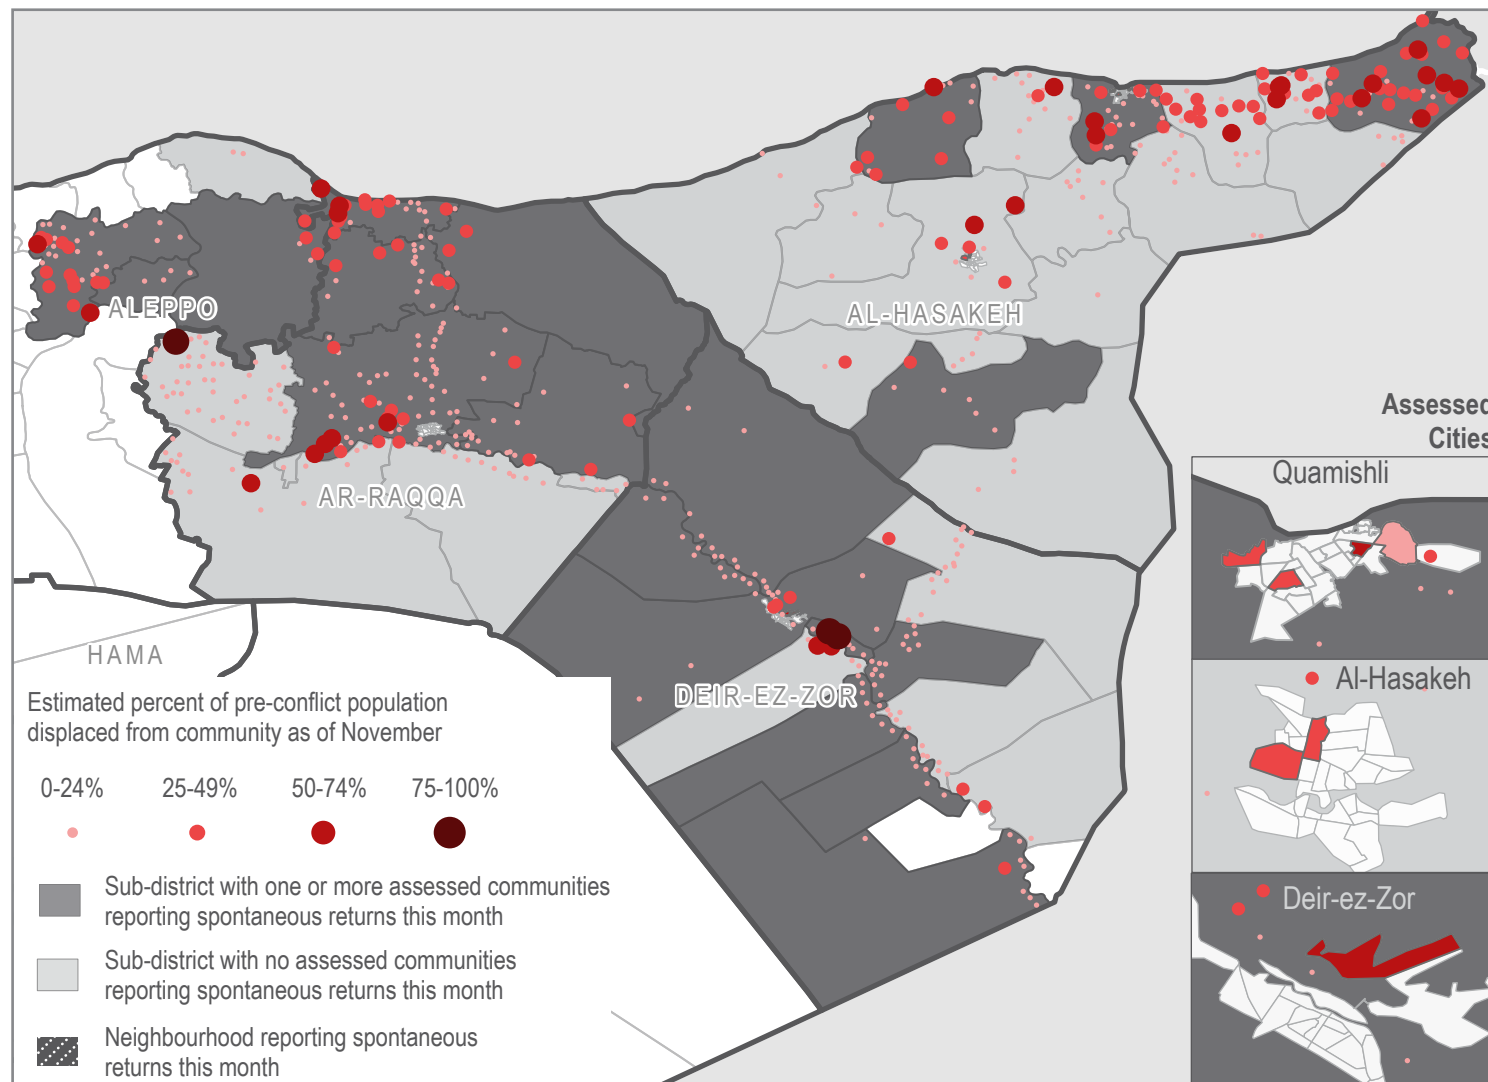 ALEPPO
AL-HASAKEH
AR-RAQQA
HAMA
DEIR-EZ-ZOR
Assessed
Cities
Quamishli
Al-Hasakeh
Deir-ez-Zor
Estimated percent of pre-conflict population
displaced from community as of November
0-24% 25-49% 50-74% 75-100%
Sub-district with one or more assessed communities
reporting spontaneous returns this month
Sub-district with no assessed communities
reporting spontaneous returns this month
Neighbourhood reporting spontaneous
returns this month